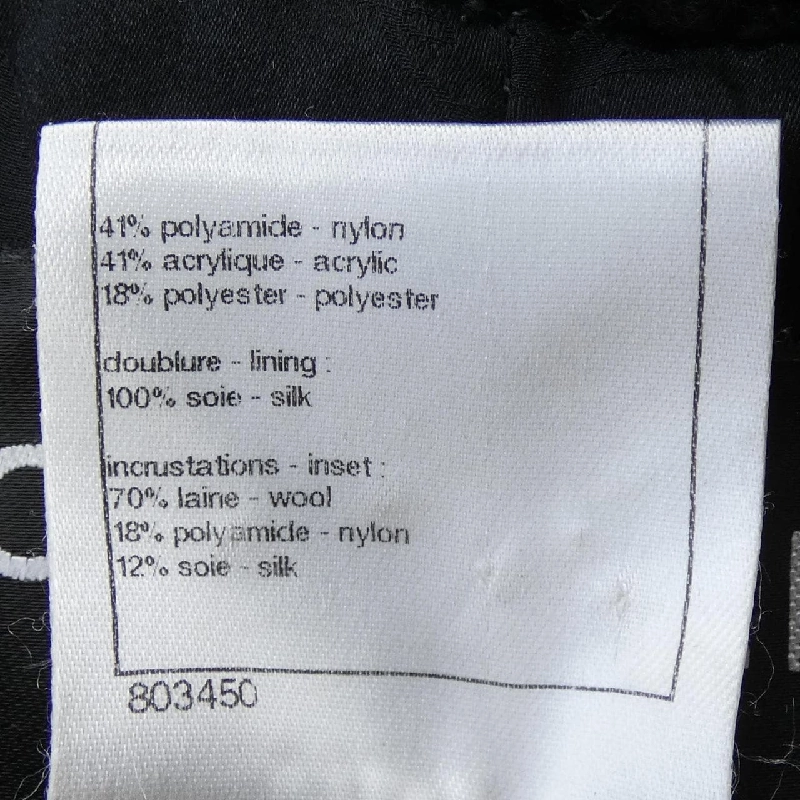 41% polyamide - nylon
41% acrylique - acrylic
18% polyester - polyester
doublure - lining :
100% soie - silk
incrustations - inset :
70% laine - wool
18% polyamide - nylon
12% soie - silk
803450